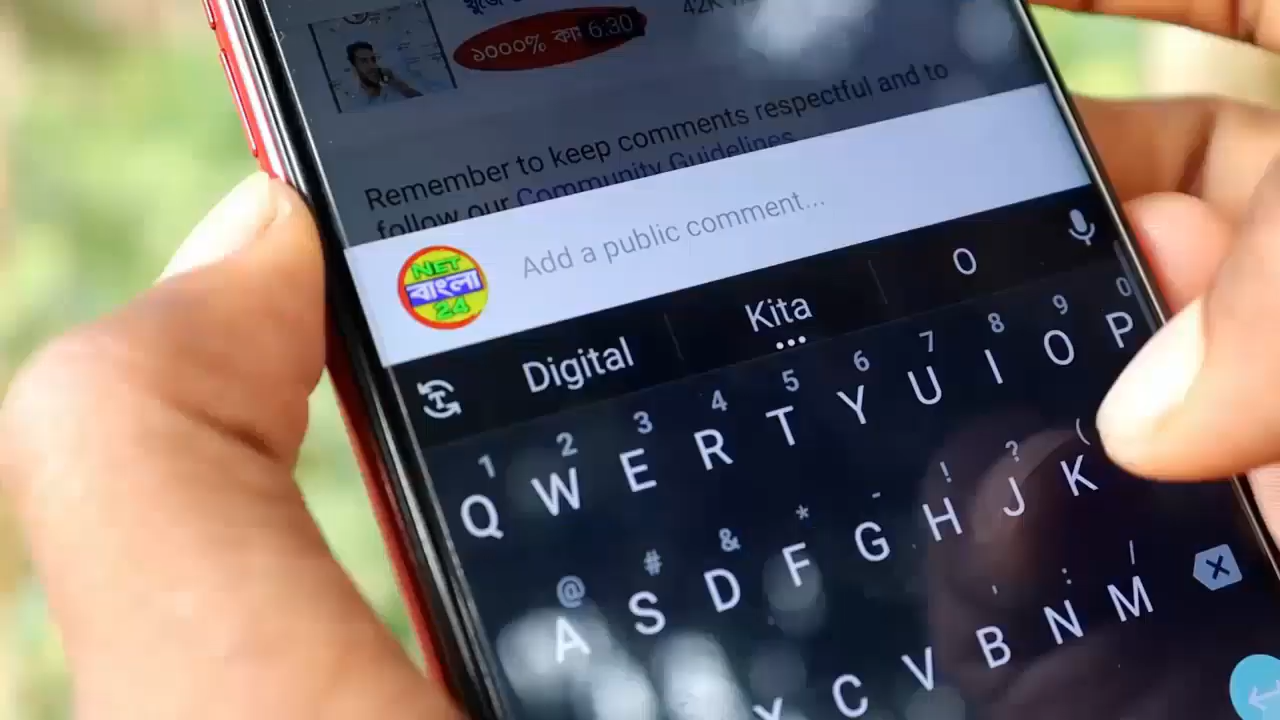 ১০০০% কাঃ 6:30
42K
Remember to keep comments respectful and to
follow our Community Guidelines
Add a public comment...
NET
বাংলা
24
Digital
Kita
O
1 2 3 4 5 6 7 8 9 0
Q W E R T Y U I O P
@ # & * - ! ? (
A S D F G H J K
' : /
C V B N M